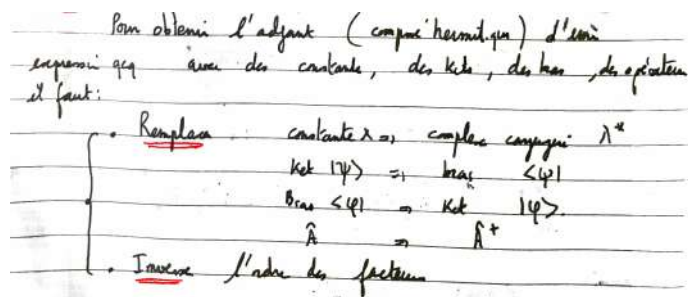 Pour obtenir l'adjoint ( conjugué hermitique ) d'une
expression qcq avec des constantes, des kets, des bras, des opérateurs
il faut:
• Remplacer constante λ ⇒ complexe conjugué λ*
Ket |ψ> ⇒ bras <ψ|
Bras <φ| ⇒ Ket |φ>.
Â ⇒ Â⁺
• Inverser l'ordre des facteurs